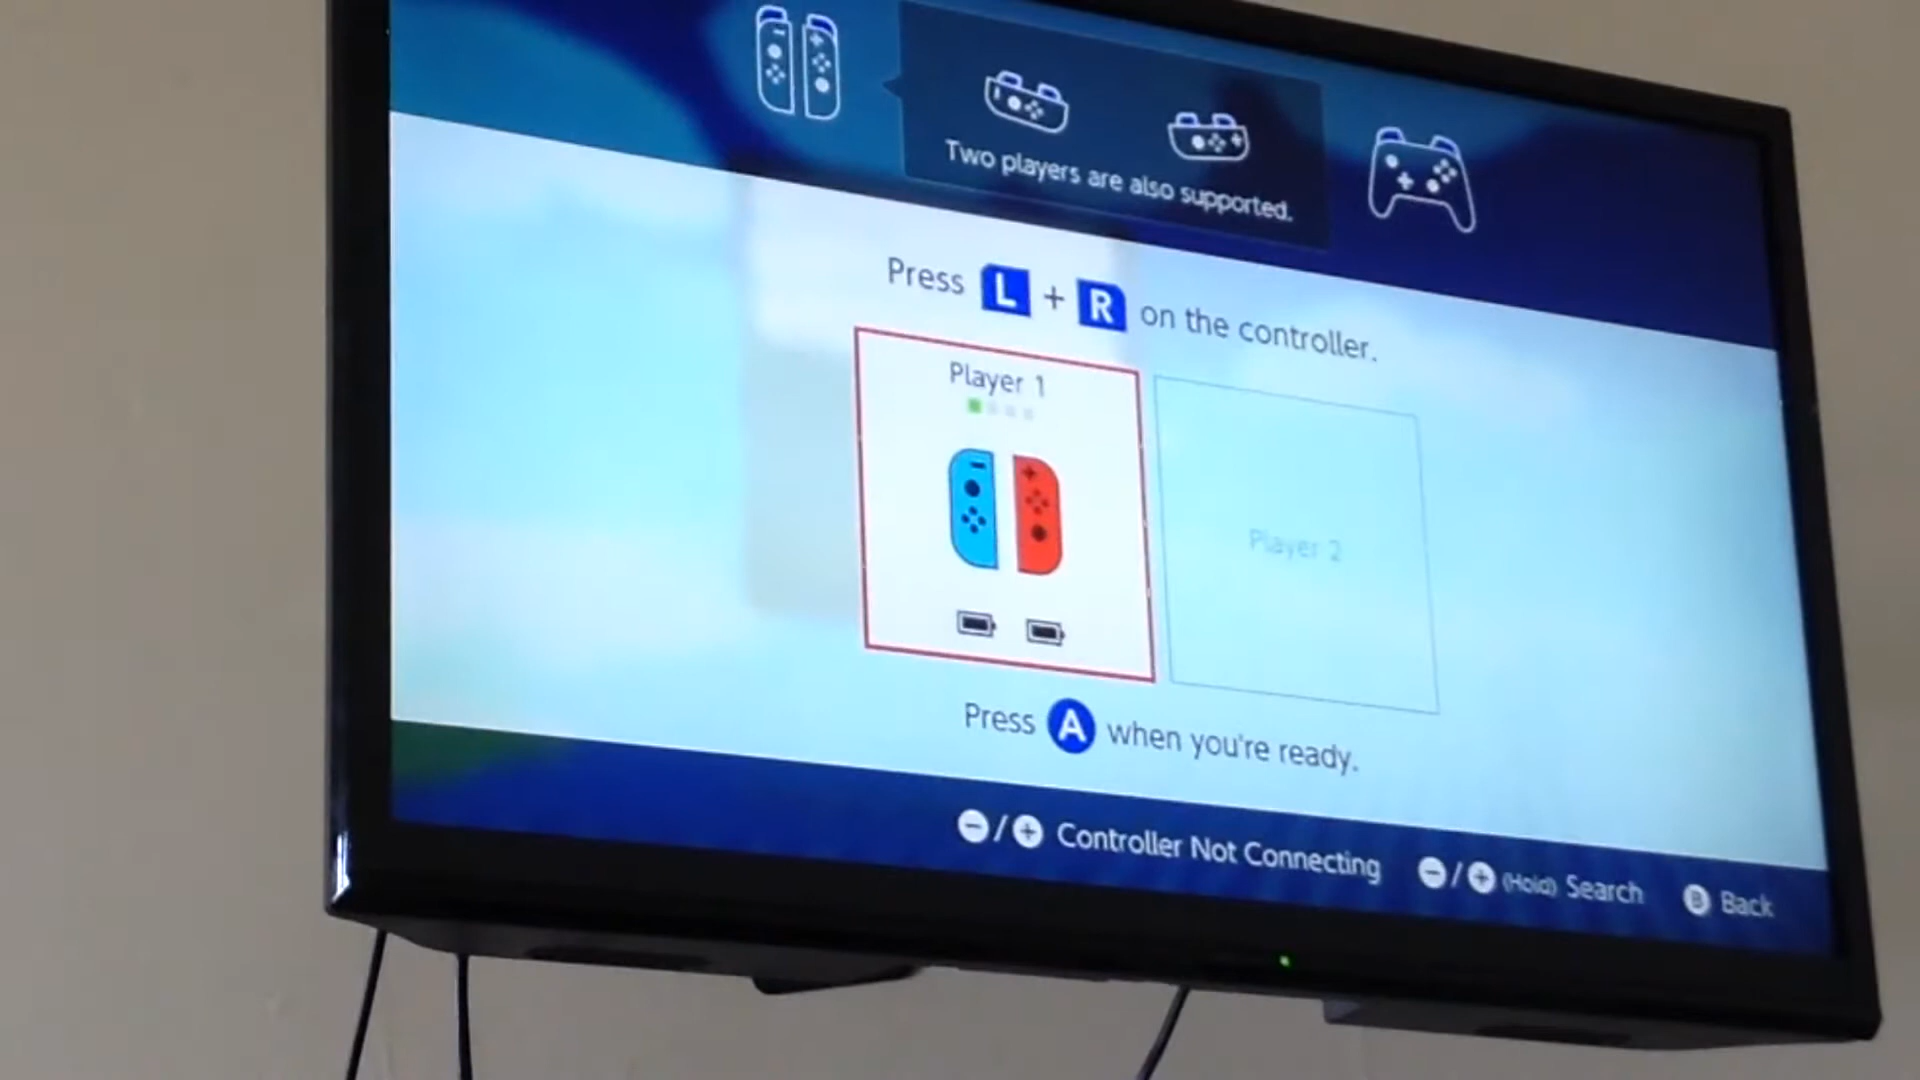 Two players are also supported.
Press L + R on the controller.
Player 1
Player 2
Press A when you're ready.
−/+ Controller Not Connecting −/+ (Hold) Search B Back